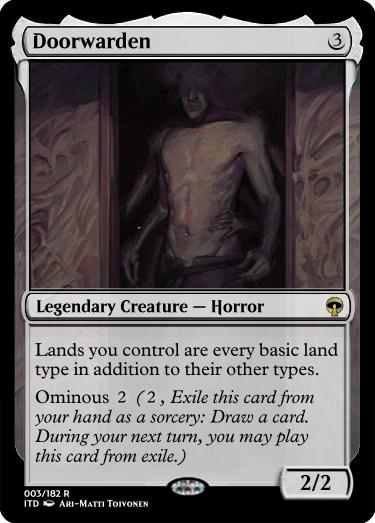 Doorwarden 3
Legendary Creature — Horror
Lands you control are every basic land
type in addition to their other types.
Ominous 2 (2, Exile this card from
your hand as a sorcery: Draw a card.
During your next turn, you may play
this card from exile.)
2/2
003/182 R
ITD Ari-Matti Toivonen